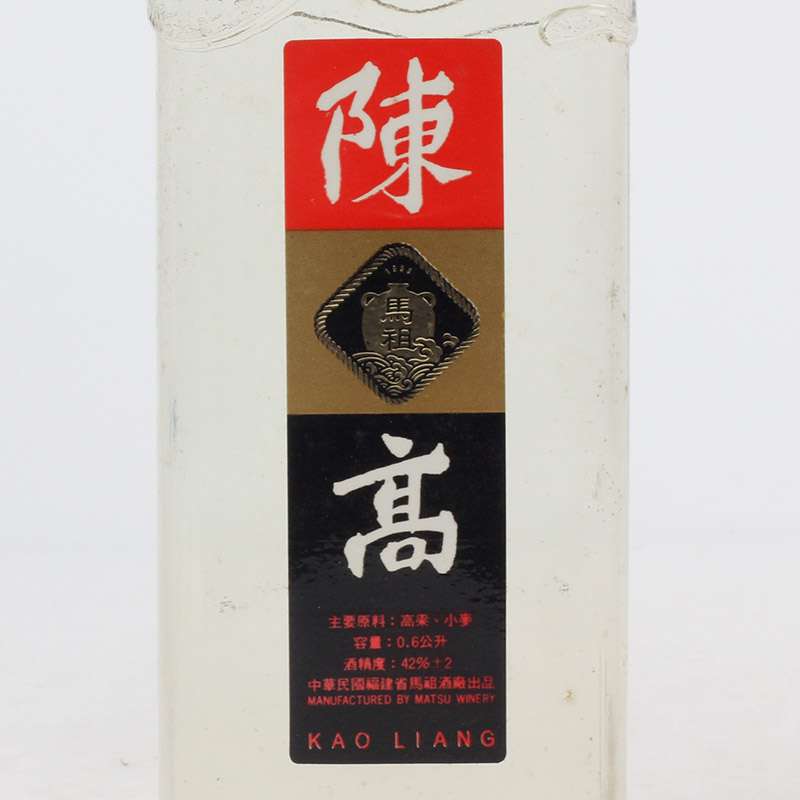 陳
馬
祖
高
主要原料：高粱、小麥
容量：0.6公升
酒精度：42%±2
中華民國福建省馬祖酒廠出品
MANUFACTURED BY MATSU WINERY
KAO LIANG